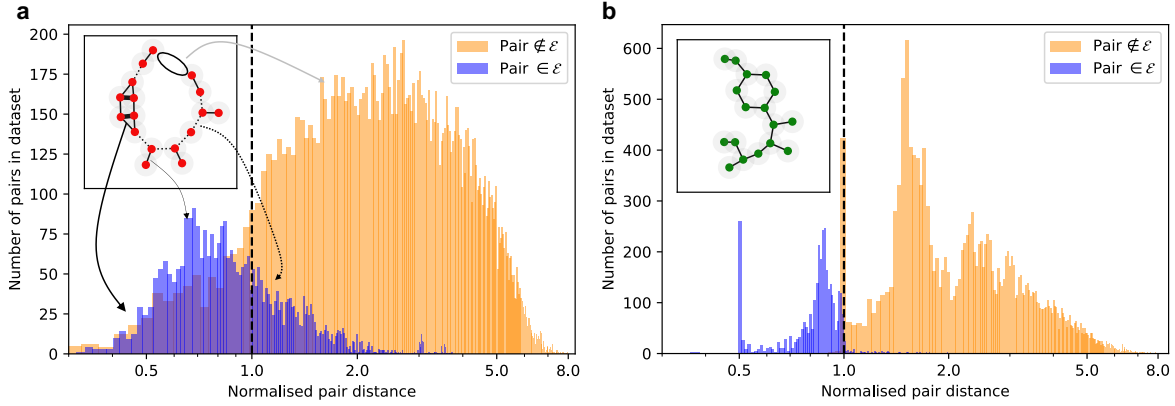 a
200
175
150
125
100
75
50
25
0
Number of pairs in dataset
Pair ∉ ℰ
Pair ∈ ℰ
0.5 1.0 2.0 5.0 8.0
Normalised pair distance
b
600
500
400
300
200
100
0
Number of pairs in dataset
Pair ∉ ℰ
Pair ∈ ℰ
0.5 1.0 2.0 5.0 8.0
Normalised pair distance